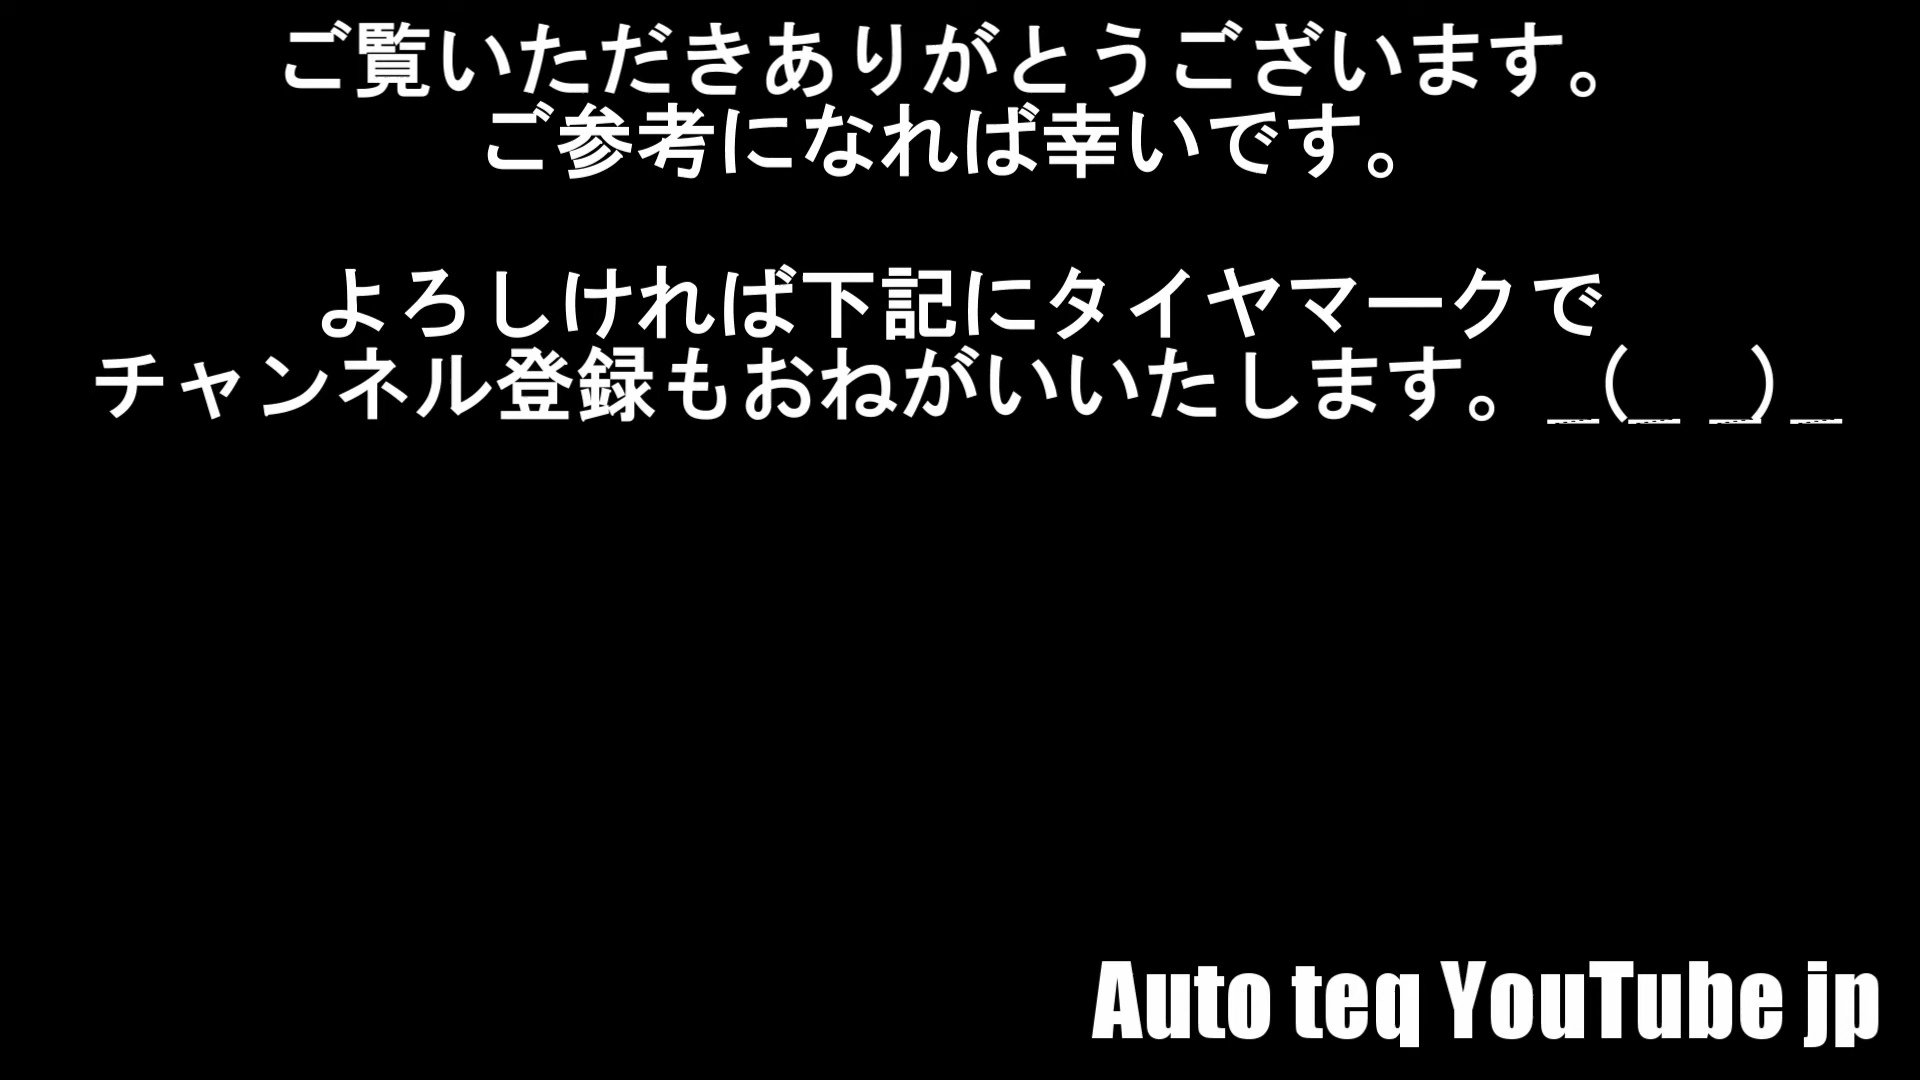 ご覧いただきありがとうございます。
ご参考になれば幸いです。
よろしければ下記にタイヤマークで
チャンネル登録もおねがいいたします。_(_ _)_
Auto teq YouTube jp